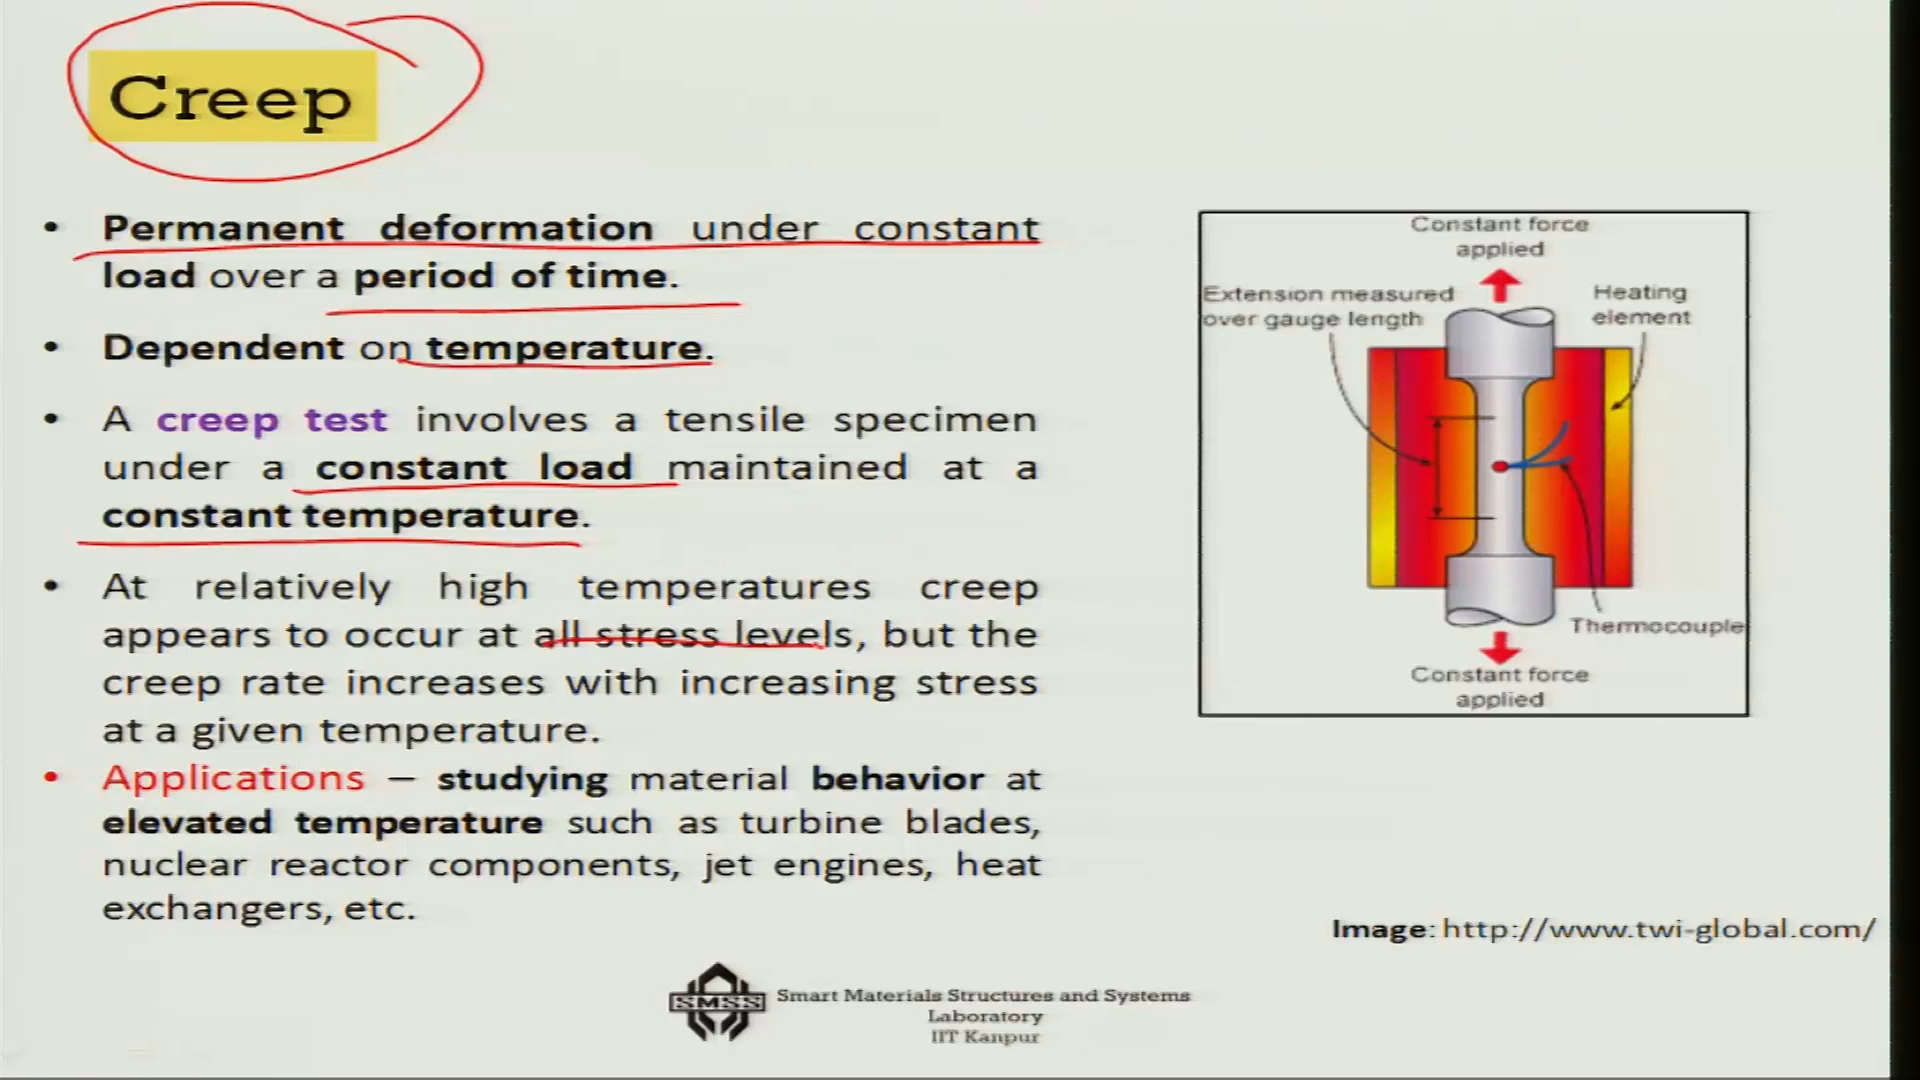 Creep
• Permanent deformation under constant
load over a period of time.
• Dependent on temperature.
• A creep test involves a tensile specimen
under a constant load maintained at a
constant temperature.
• At relatively high temperatures creep
appears to occur at all stress levels, but the
creep rate increases with increasing stress
at a given temperature.
• Applications – studying material behavior at
elevated temperature such as turbine blades,
nuclear reactor components, jet engines, heat
exchangers, etc.
Constant force
applied
Extension measured
over gauge length
Heating
element
Thermocouple
Constant force
applied
Image: http://www.twi-global.com/
SMSS
Smart Materials Structures and Systems
Laboratory
IIT Kanpur